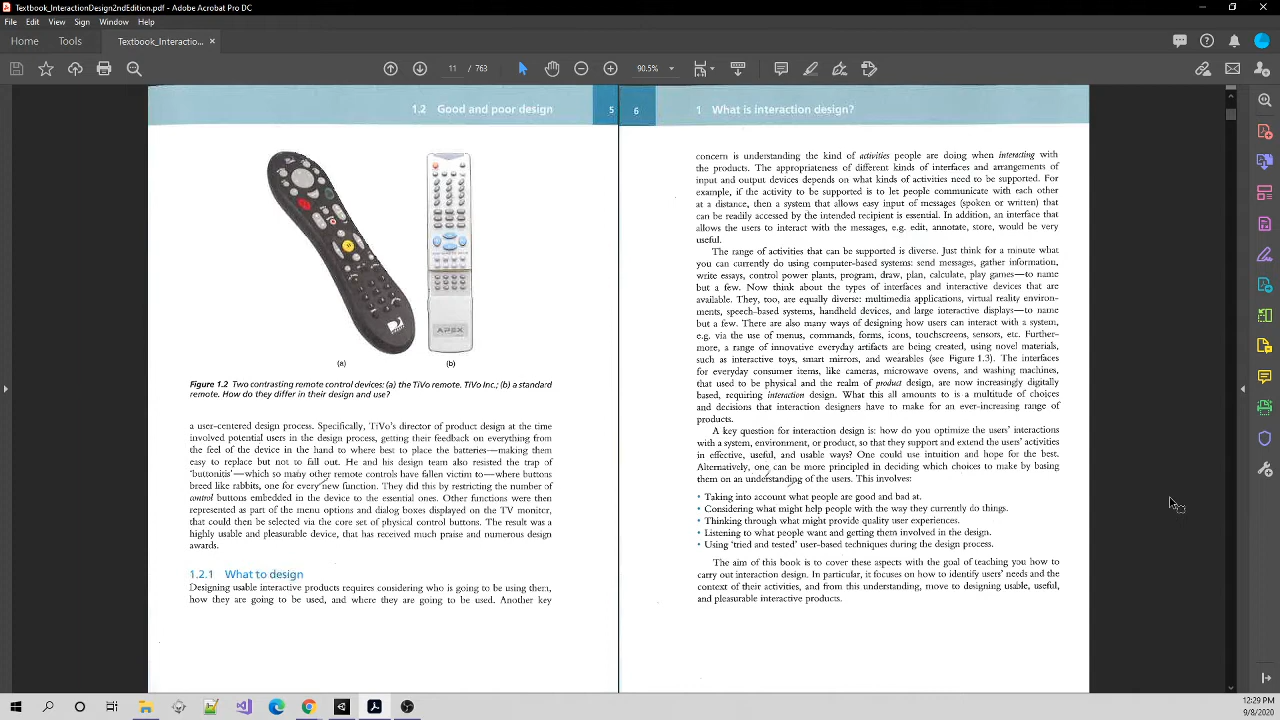 Textbook_InteractionDesign2ndEdition.pdf - Adobe Acrobat Pro DC
File Edit View Sign Window Help
Home Tools Textbook_Interactio... ×
11 / 763 90.5%
1.2 Good and poor design 5
APEX
(a) (b)
Figure 1.2 Two contrasting remote control devices: (a) the TiVo remote. TiVo Inc.; (b) a standard
remote. How do they differ in their design and use?
a user-centered design process. Specifically, TiVo's director of product design at the time
involved potential users in the design process, getting their feedback on everything from
the feel of the device in the hand to where best to place the batteries—making them
easy to replace but not to fall out. He and his design team also resisted the trap of
'buttonitis'—which so many other remote controls have fallen victim to—where buttons
breed like rabbits, one for every new function. They did this by restricting the number of
control buttons embedded in the device to the essential ones. Other functions were then
represented as part of the menu options and dialog boxes displayed on the TV monitor,
that could then be selected via the core set of physical control buttons. The result was a
highly usable and pleasurable device, that has received much praise and numerous design
awards.
1.2.1 What to design
Designing usable interactive products requires considering who is going to be using them,
how they are going to be used, and where they are going to be used. Another key
6 1 What is interaction design?
concern is understanding the kind of activities people are doing when interacting with
the products. The appropriateness of different kinds of interfaces and arrangements of
input and output devices depends on what kinds of activities need to be supported. For
example, if the activity to be supported is to let people communicate with each other
at a distance, then a system that allows easy input of messages (spoken or written) that
can be readily accessed by the intended recipient is essential. In addition, an interface that
allows the users to interact with the messages, e.g. edit, annotate, store, would be very
useful.
The range of activities that can be supported is diverse. Just think for a minute what
you can currently do using computer-based systems: send messages, gather information,
write essays, control power plants, program, draw, plan, calculate, play games—to name
but a few. Now think about the types of interfaces and interactive devices that are
available. They, too, are equally diverse: multimedia applications, virtual reality environ-
ments, speech-based systems, handheld devices, and large interactive displays—to name
but a few. There are also many ways of designing how users can interact with a system,
e.g. via the use of menus, commands, forms, icons, touchscreens, sensors, etc. Further-
more, a range of innovative everyday artifacts are being created, using novel materials,
such as interactive toys, smart mirrors, and wearables (see Figure 1.3). The interfaces
for everyday consumer items, like cameras, microwave ovens, and washing machines,
that used to be physical and the realm of product design, are now increasingly digitally
based, requiring interaction design. What this all amounts to is a multitude of choices
and decisions that interaction designers have to make for an ever-increasing range of
products.
A key question for interaction design is: how do you optimize the users' interactions
with a system, environment, or product, so that they support and extend the users' activities
in effective, useful, and usable ways? One could use intuition and hope for the best.
Alternatively, one can be more principled in deciding which choices to make by basing
them on an understanding of the users. This involves:
• Taking into account what people are good and bad at.
• Considering what might help people with the way they currently do things.
• Thinking through what might provide quality user experiences.
• Listening to what people want and getting them involved in the design.
• Using 'tried and tested' user-based techniques during the design process.
The aim of this book is to cover these aspects with the goal of teaching you how to
carry out interaction design. In particular, it focuses on how to identify users' needs and the
context of their activities, and from this understanding, move to designing usable, useful,
and pleasurable interactive products.
12:29 PM
9/8/2020